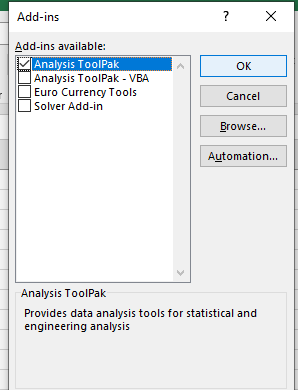 Add-ins
?
Add-ins available:
Analysis ToolPak
Analysis ToolPak - VBA
Euro Currency Tools
Solver Add-in
OK
Cancel
Browse...
Automation...
Analysis ToolPak
Provides data analysis tools for statistical and
engineering analysis